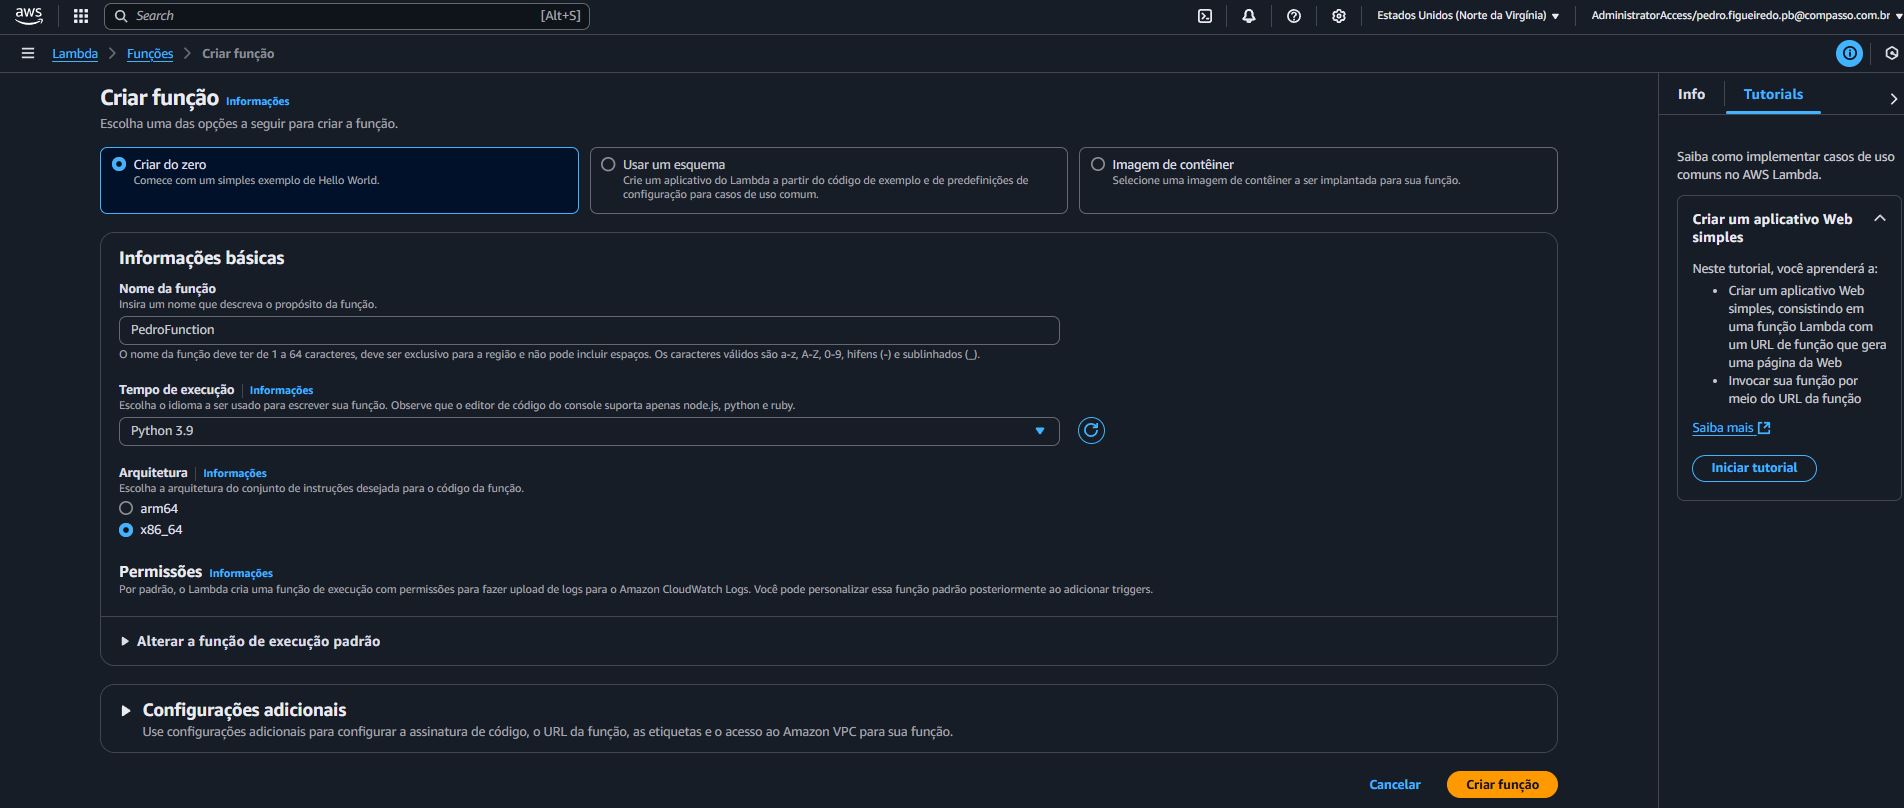 aws
Search
[Alt+S]
Estados Unidos (Norte da Virgínia)
AdministratorAccess/pedro.figueiredo.pb@compasso.com.br
Lambda
Funções
Criar função
Criar função
Informações
Escolha uma das opções a seguir para criar a função.
Criar do zero
Comece com um simples exemplo de Hello World.
Usar um esquema
Crie um aplicativo do Lambda a partir do código de exemplo e de predefinições de
configuração para casos de uso comum.
Imagem de contêiner
Selecione uma imagem de contêiner a ser implantada para sua função.
Informações básicas
Nome da função
Insira um nome que descreva o propósito da função.
PedroFunction
O nome da função deve ter de 1 a 64 caracteres, deve ser exclusivo para a região e não pode incluir espaços. Os caracteres válidos são a-z, A-Z, 0-9, hifens (-) e sublinhados (_).
Tempo de execução
Informações
Escolha o idioma a ser usado para escrever sua função. Observe que o editor de código do console suporta apenas node.js, python e ruby.
Python 3.9
Arquitetura
Informações
Escolha a arquitetura do conjunto de instruções desejada para o código da função.
arm64
x86_64
Permissões
Informações
Por padrão, o Lambda cria uma função de execução com permissões para fazer upload de logs para o Amazon CloudWatch Logs. Você pode personalizar essa função padrão posteriormente ao adicionar triggers.
Alterar a função de execução padrão
Configurações adicionais
Use configurações adicionais para configurar a assinatura de código, o URL da função, as etiquetas e o acesso ao Amazon VPC para sua função.
Cancelar
Criar função
Info
Tutorials
Saiba como implementar casos de uso
comuns no AWS Lambda.
Criar um aplicativo Web
simples
Neste tutorial, você aprenderá a:
• Criar um aplicativo Web
simples, consistindo em
uma função Lambda com
um URL de função que gera
uma página da Web
• Invocar sua função por
meio do URL da função
Saiba mais
Iniciar tutorial